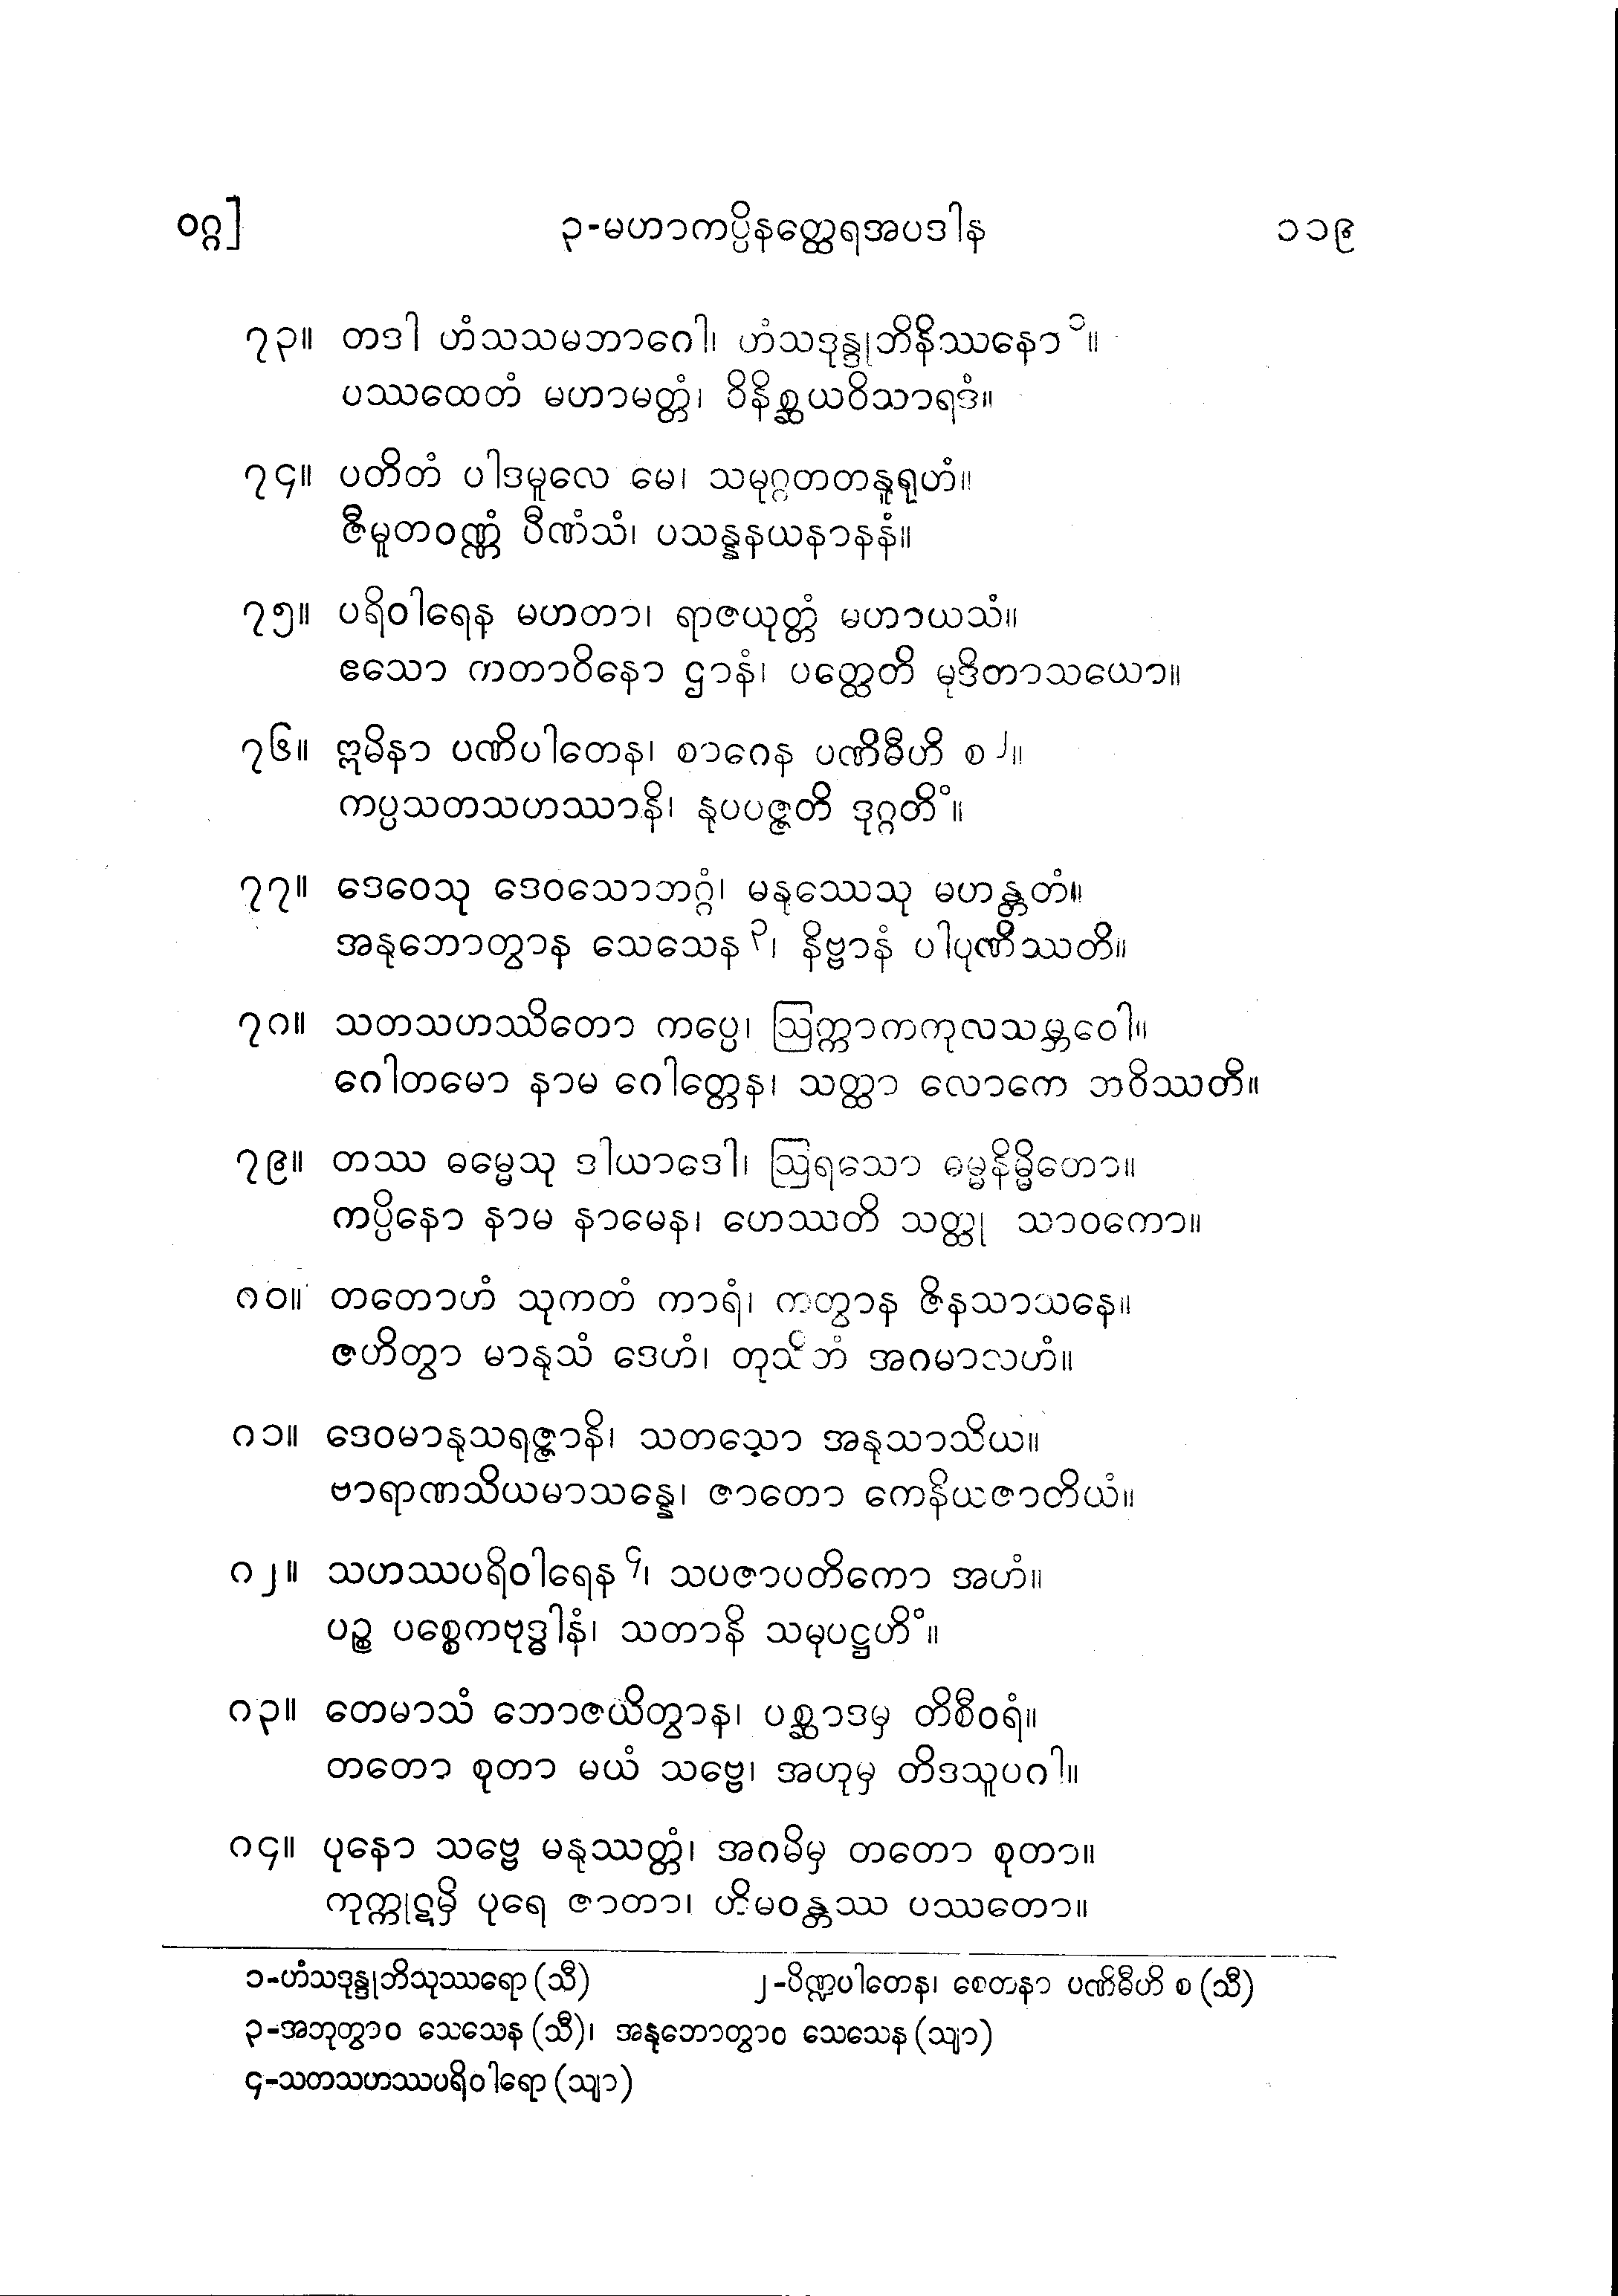 ဝဂ္ဂ] ၃-မဟာကပ္ပိနတ္ထေရအပဒါန ၁၁၉
၇၃။ တဒါ ဟံသသမဘာဂေါ၊ ဟံသဒုန္ဒုဘိနိဿနော ၁။
ပဿထေတံ မဟာမတ္တံ၊ ဝိနိစ္ဆယဝိသာရဒံ။
၇၄။ ပတိတံ ပါဒမူလေ မေ၊ သမုဂ္ဂတတနူရုဟံ။
ဇီမူတဝဏ္ဏံ ပီဏံသံ၊ ပသန္နနယနာနနံ။
၇၅။ ပရိဝါရေန မဟတာ၊ ရာဇယုတ္တံ မဟာယသံ။
ဧသော ကတာဝိနော ဌာနံ၊ ပတ္ထေတိ မုဒိတာသယော။
၇၆။ ဣမိနာ ပဏိပါတေန၊ စာဂေန ပဏိဓီဟိ စ ၂။
ကပ္ပသတသဟဿာနိ၊ နုပပဇ္ဇတိ ဒုဂ္ဂတိံ။
၇၇။ ဒေဝေသု ဒေဝသောဘဂ္ဂံ၊ မနုဿေသု မဟန္တတံ။
အနုဘောတွာန သေသေန ၃၊ နိဗ္ဗာနံ ပါပုဏိဿတိ။
၇၈။ သတသဟဿိတော ကပ္ပေ၊ ဩက္ကာကကုလသမ္ဘဝေါ။
ဂေါတမော နာမ ဂေါတ္တေန၊ သတ္ထာ လောကေ ဘဝိဿတိ။
၇၉။ တဿ ဓမ္မေသု ဒါယာဒေါ၊ ဩရသော ဓမ္မနိမ္မိတော။
ကပ္ပိနော နာမ နာမေန၊ ဟေဿတိ သတ္ထု သာဝကော။
၈၀။ တတောဟံ သုကတံ ကာရံ၊ ကတွာန ဇိနသာသနေ။
ဇဟိတွာ မာနုသံ ဒေဟံ၊ တုသိတံ အဂမာသဟံ။
၈၁။ ဒေဝမာနုသရဇ္ဇာနိ၊ သတသော အနုသာသိယ။
ဗာရာဏသိယမာသန္နေ၊ ဇာတော ကေနိယဇာတိယံ။
၈၂။ သဟဿပရိဝါရေန ၄၊ သပဇာပတိကော အဟံ။
ပဉ္စ ပစ္စေကဗုဒ္ဓါနံ၊ သတာနိ သမုပဋ္ဌဟိံ။
၈၃။ တေမာသံ ဘောဇယိတွာန၊ ပစ္ဆာဒမှ တိစီဝရံ။
တတော စုတာ မယံ သဗ္ဗေ၊ အဟုမှ တိဒသူပဂါ။
၈၄။ ပုနော သဗ္ဗေ မနုဿတ္တံ၊ အဂမိမှ တတော စုတာ။
ကုက္ကုဋမှိ ပုရေ ဇာတာ၊ ဟိမဝန္တဿ ပဿတော။
၁-ဟံသဒုန္ဒုဘိသုဿရော (သီ) ၂-ပိဏ္ဍပါတေန၊ စေတနာ ပဏိဓီဟိ စ (သီ)
၃-အဘုတွာဝ သေသေန (သီ)၊ အနုဘောတွာဝ သေသေန (သျာ)
၄-သတသဟဿပရိဝါရော (သျာ)